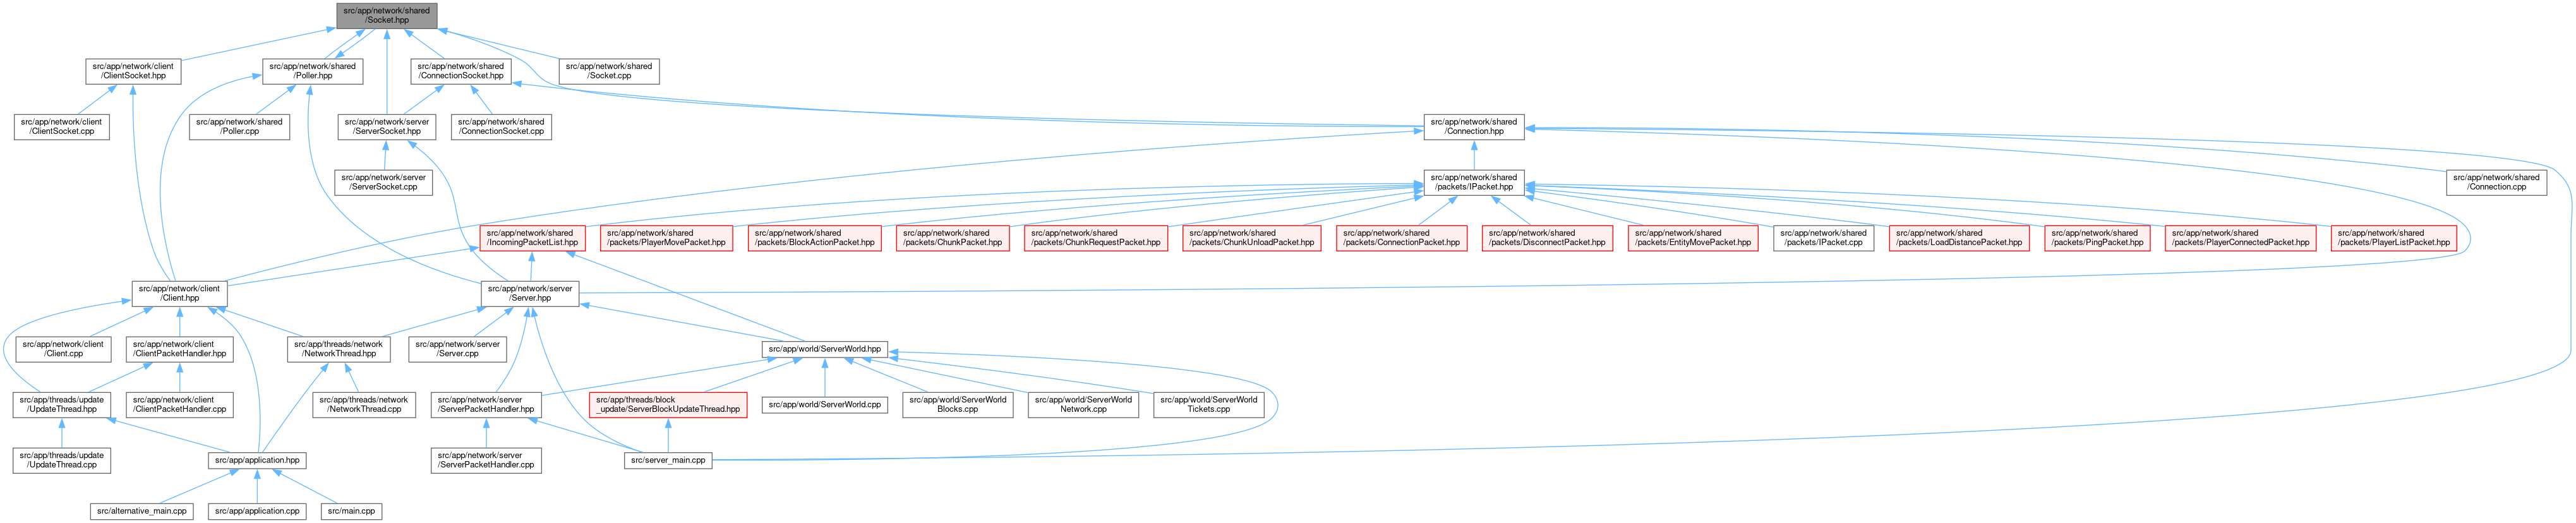 src/app/network/shared
/Socket.hpp
src/app/network/client
/ClientSocket.hpp
src/app/network/shared
/Poller.hpp
src/app/network/shared
/ConnectionSocket.hpp
src/app/network/shared
/Socket.cpp
src/app/network/client
/ClientSocket.cpp
src/app/network/shared
/Poller.cpp
src/app/network/server
/ServerSocket.hpp
src/app/network/shared
/ConnectionSocket.cpp
src/app/network/shared
/Connection.hpp
src/app/network/server
/ServerSocket.cpp
src/app/network/shared
/packets/IPacket.hpp
src/app/network/shared
/Connection.cpp
src/app/network/shared
/IncomingPacketList.hpp
src/app/network/shared
/packets/PlayerMovePacket.hpp
src/app/network/shared
/packets/BlockActionPacket.hpp
src/app/network/shared
/packets/ChunkPacket.hpp
src/app/network/shared
/packets/ChunkRequestPacket.hpp
src/app/network/shared
/packets/ChunkUnloadPacket.hpp
src/app/network/shared
/packets/ConnectionPacket.hpp
src/app/network/shared
/packets/DisconnectPacket.hpp
src/app/network/shared
/packets/EntityMovePacket.hpp
src/app/network/shared
/packets/IPacket.cpp
src/app/network/shared
/packets/LoadDistancePacket.hpp
src/app/network/shared
/packets/PingPacket.hpp
src/app/network/shared
/packets/PlayerConnectedPacket.hpp
src/app/network/shared
/packets/PlayerListPacket.hpp
src/app/network/client
/Client.hpp
src/app/network/server
/Server.hpp
src/app/network/client
/Client.cpp
src/app/network/client
/ClientPacketHandler.hpp
src/app/threads/network
/NetworkThread.hpp
src/app/network/server
/Server.cpp
src/app/world/ServerWorld.hpp
src/app/threads/update
/UpdateThread.hpp
src/app/network/client
/ClientPacketHandler.cpp
src/app/threads/network
/NetworkThread.cpp
src/app/network/server
/ServerPacketHandler.hpp
src/app/threads/block
_update/ServerBlockUpdateThread.hpp
src/app/world/ServerWorld.cpp
src/app/world/ServerWorld
Blocks.cpp
src/app/world/ServerWorld
Network.cpp
src/app/world/ServerWorld
Tickets.cpp
src/app/threads/update
/UpdateThread.cpp
src/app/application.hpp
src/app/network/server
/ServerPacketHandler.cpp
src/server_main.cpp
src/alternative_main.cpp
src/app/application.cpp
src/main.cpp